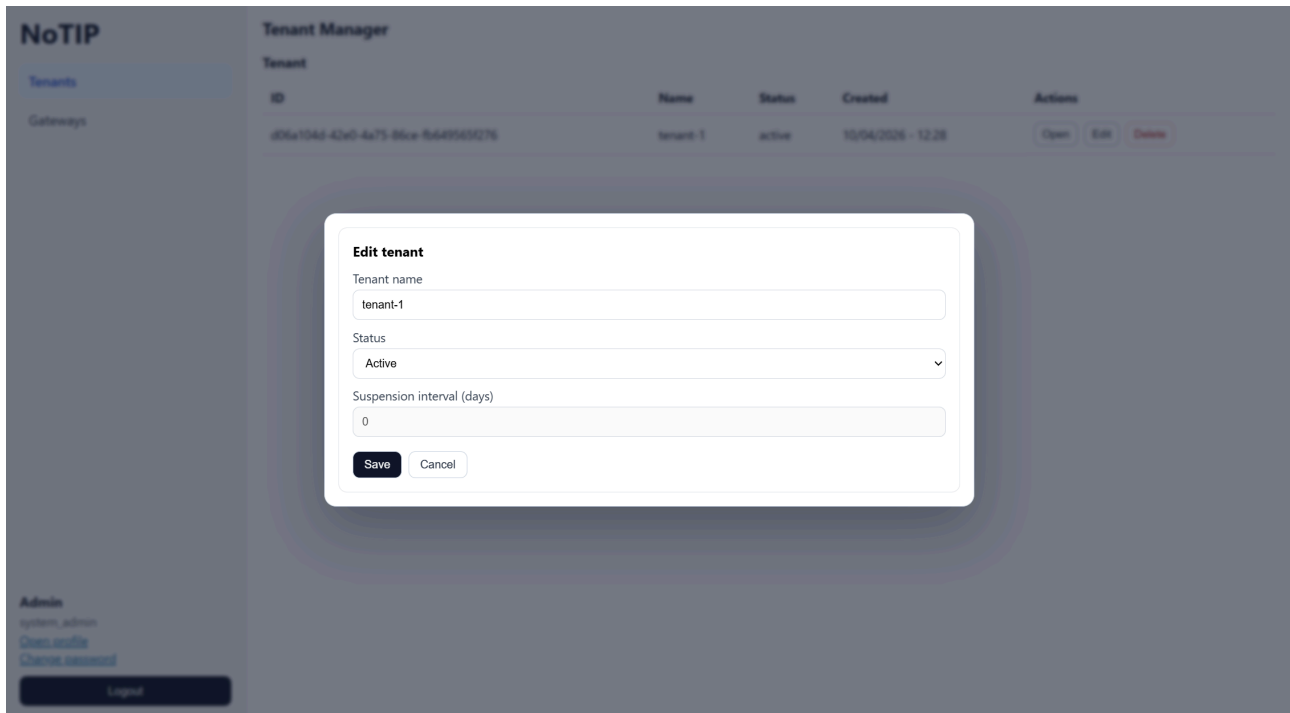 NoTIP
Tenants
Gateways
Admin
system_admin
Open profile
Change password
Logout
Tenant Manager
Tenant
ID Name Status Created Actions
d06a104d-42e0-4a75-86ce-fb649565f276 tenant-1 active 10/04/2026 - 12:28 Open Edit Delete
Edit tenant
Tenant name
tenant-1
Status
Active
Suspension interval (days)
0
Save Cancel